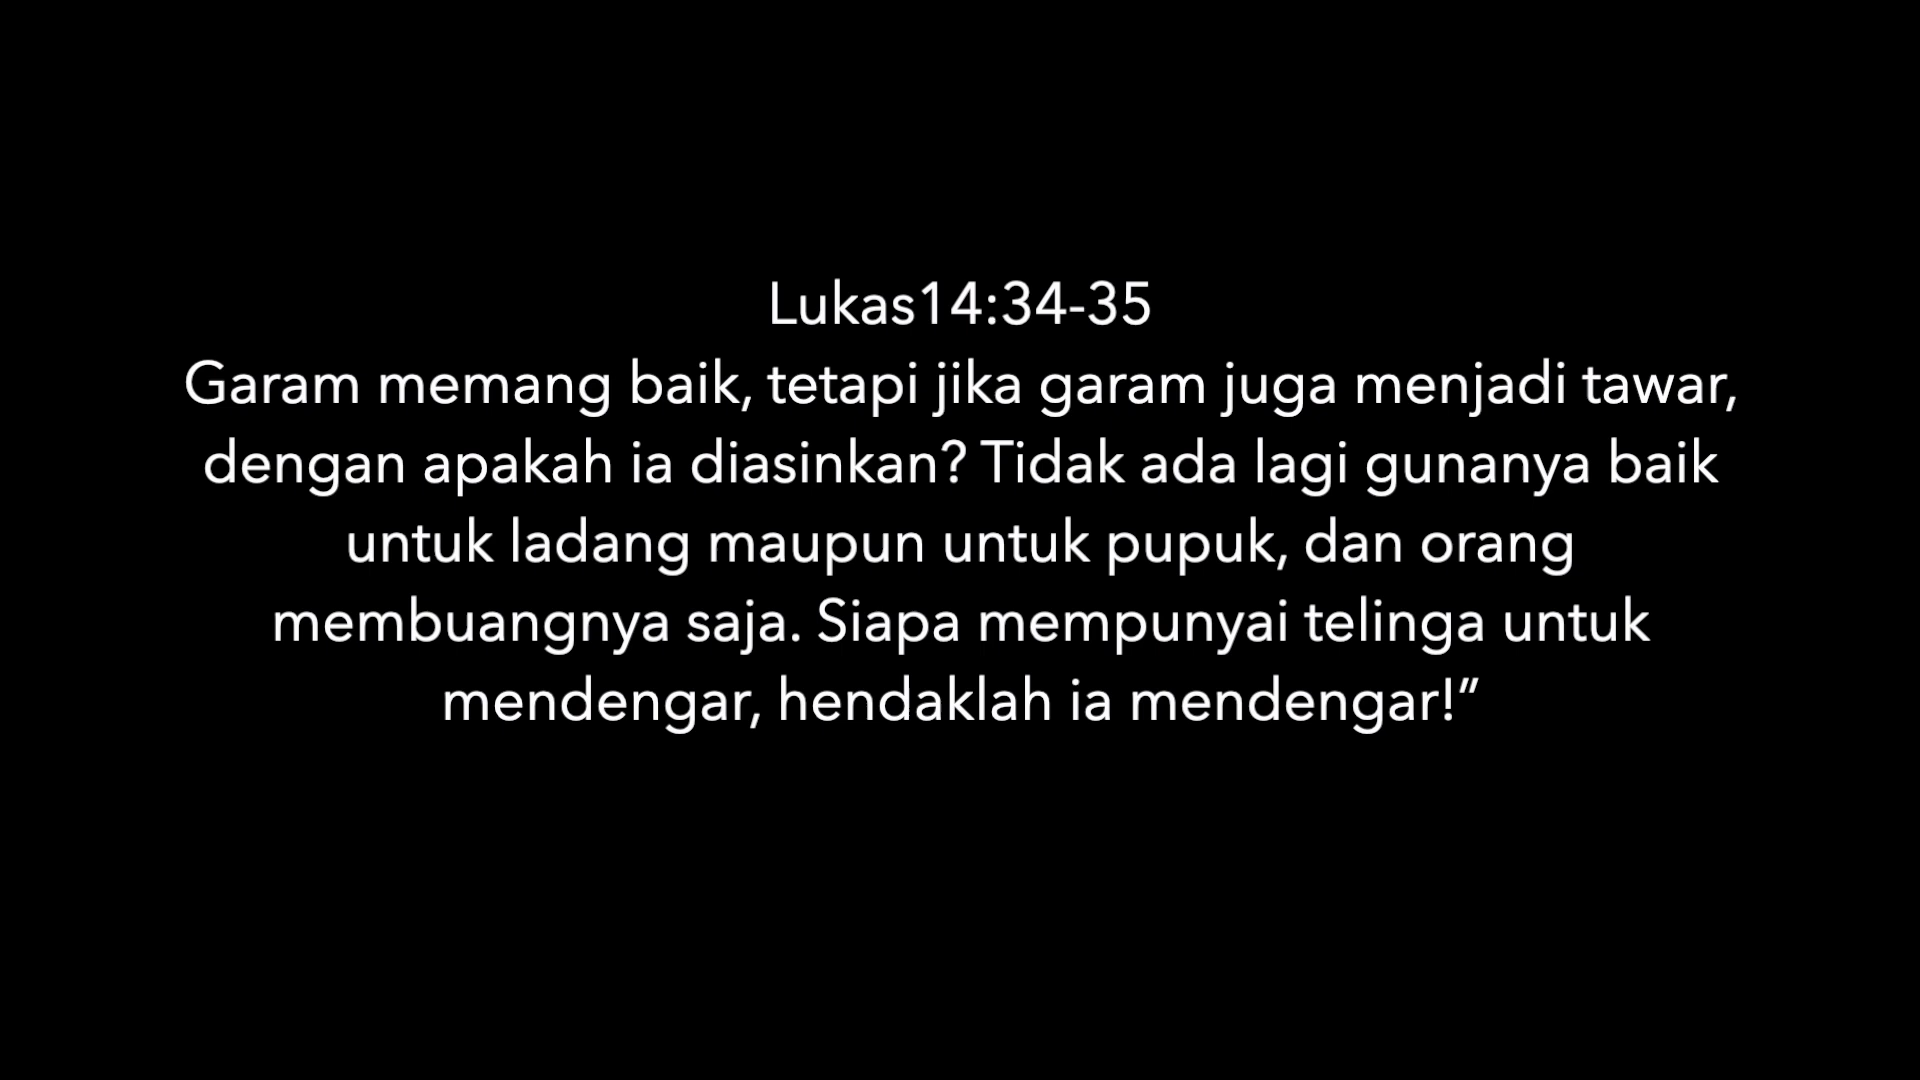 Lukas14:34-35
Garam memang baik, tetapi jika garam juga menjadi tawar,
dengan apakah ia diasinkan? Tidak ada lagi gunanya baik
untuk ladang maupun untuk pupuk, dan orang
membuangnya saja. Siapa mempunyai telinga untuk
mendengar, hendaklah ia mendengar!”